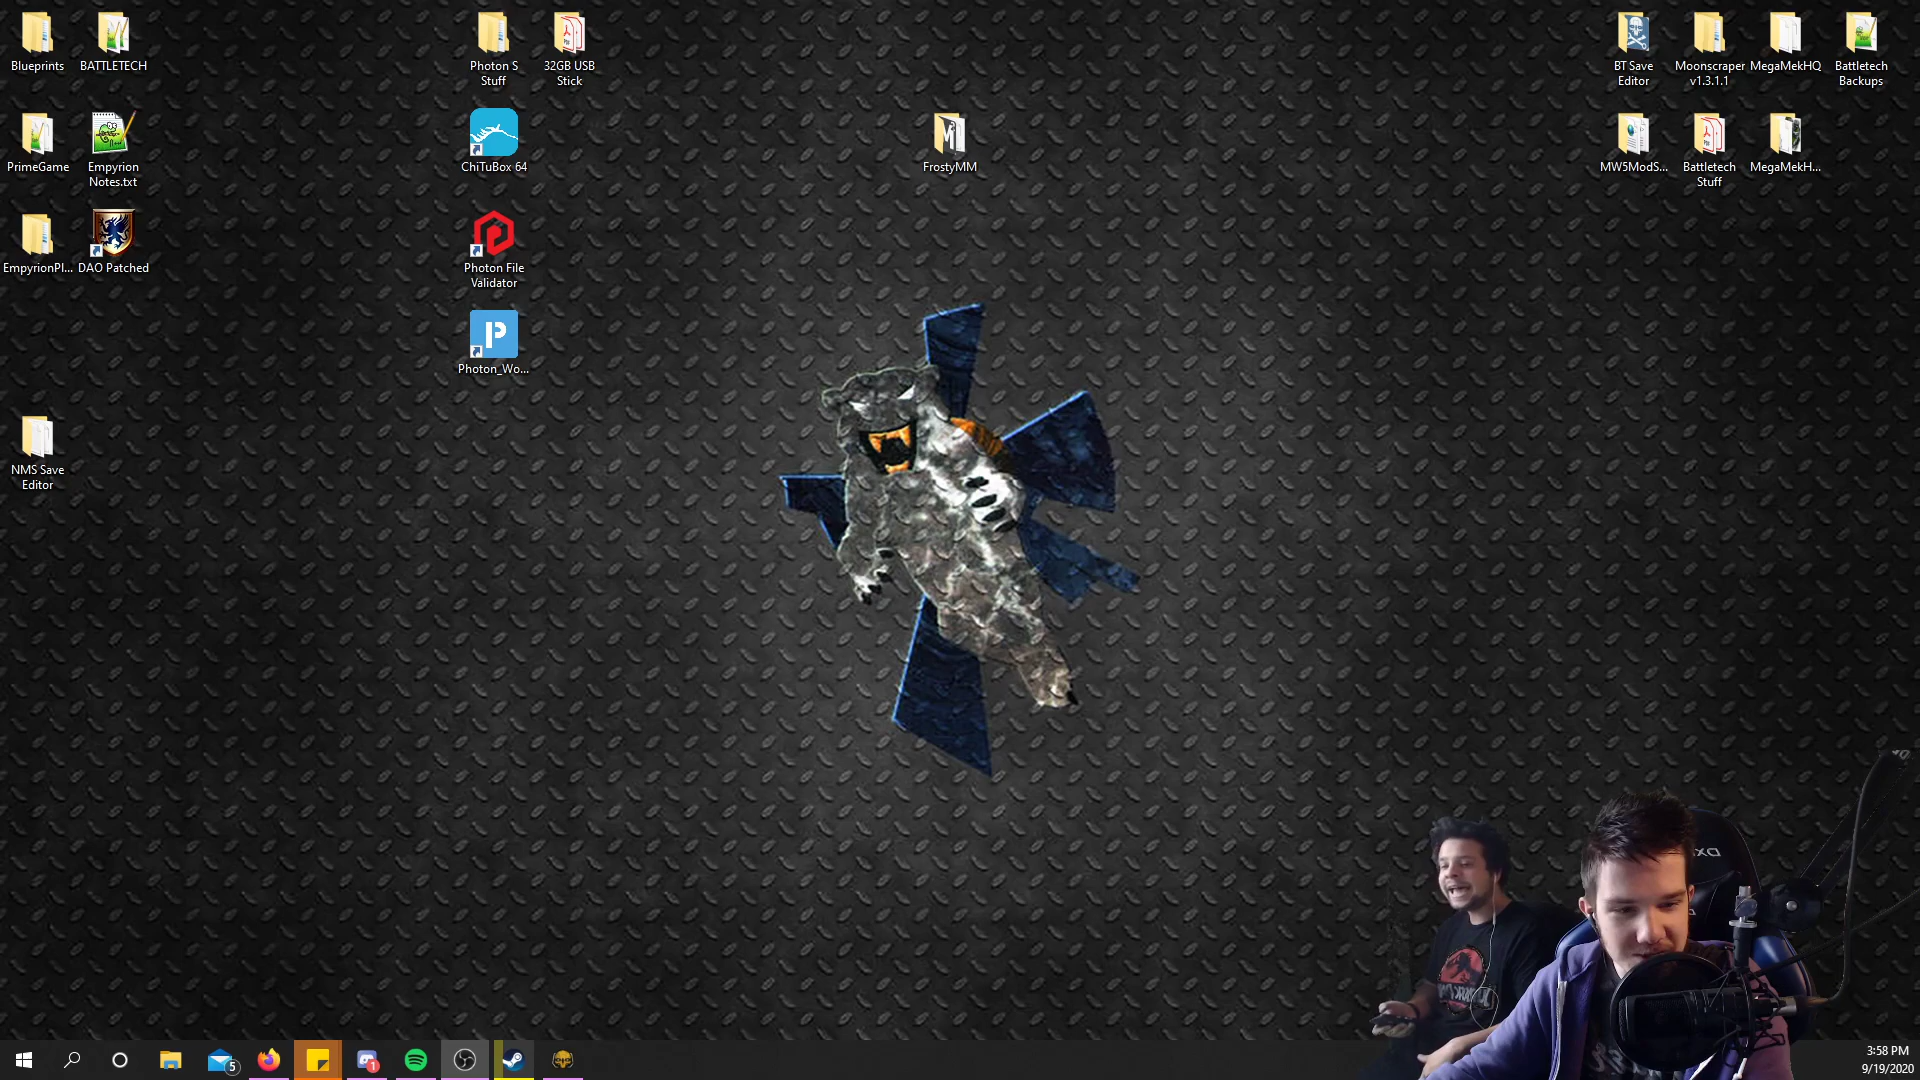 Blueprints
BATTLETECH
Photon S
Stuff
32GB USB
Stick
BT Save
Editor
Moonscraper
v1.3.1.1
MegaMekHQ
Battletech
Backups
PrimeGame
Empyrion
Notes.txt
ChiTuBox 64
FrostyMM
MW5ModS...
Battletech
Stuff
MegaMekH...
EmpyrionPl...
DAO Patched
Photon File
Validator
P
Photon_Wo...
NMS Save
Editor
5
1
3:58 PM
9/19/2020